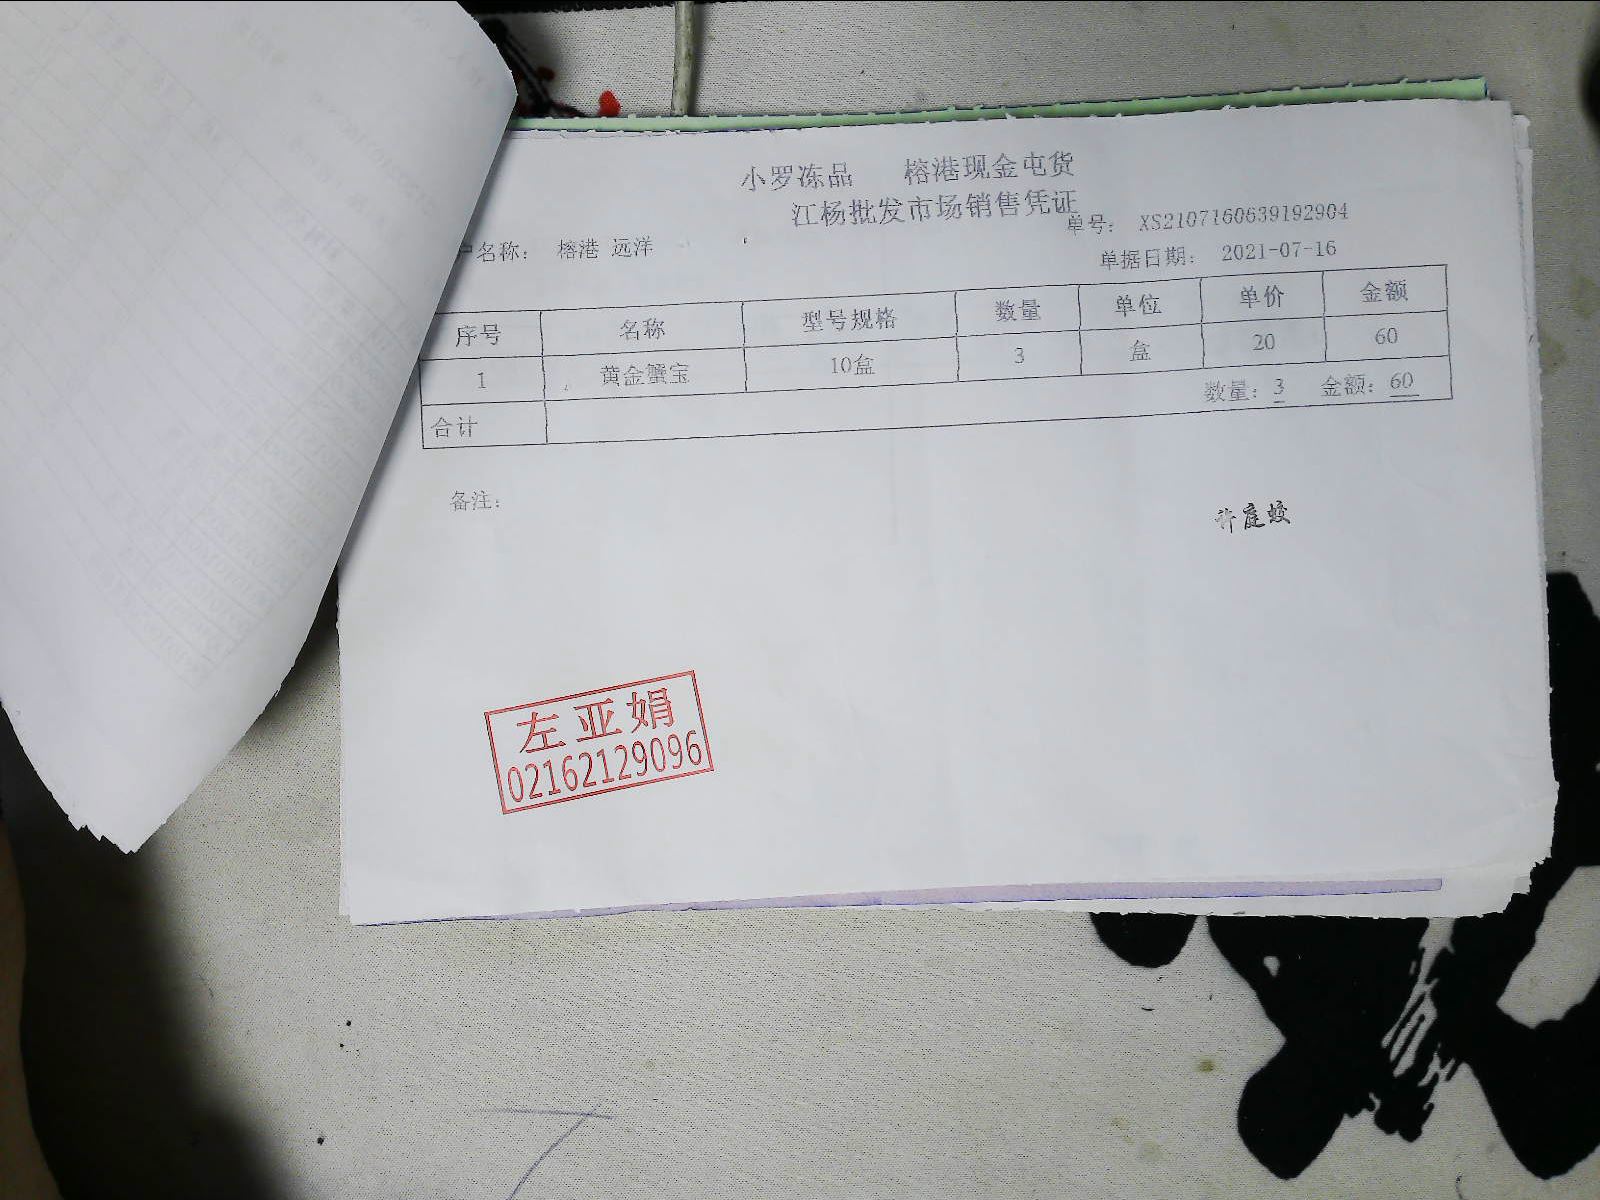 小罗冻品 榕港现金屯货
江杨批发市场销售凭证
单号: XS2107160639192904
户名称: 榕港 远洋
单据日期: 2021-07-16
序号 名称 型号规格 数量 单位 单价 金额
1 黄金蟹宝 10盒 3 盒 20 60
合计 数量: 3 金额: 60
备注:
许庭蛟
左亚娟
02162129096